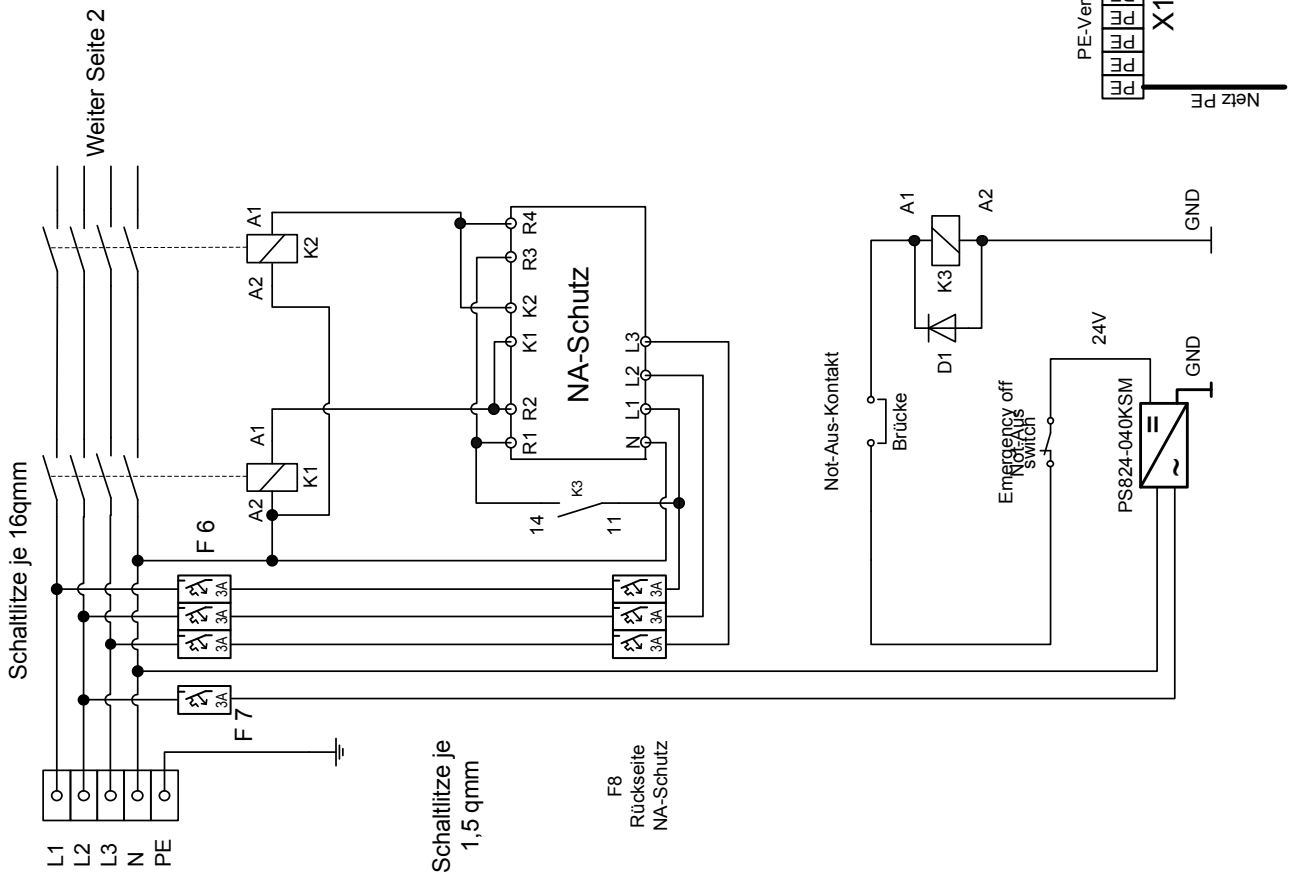 Schaltlitze je 16qmm
Weiter Seite 2
L1
L2
L3
N
PE
F 7
3A
F 6
3A
3A
3A
A2
K1
A1
A2
K2
A1
Schaltlitze je
1,5 qmm
F8
Rückseite
NA-Schutz
3A
3A
3A
14
K3
11
R1
R2
K1
K2
R3
R4
NA-Schutz
N
L1
L2
L3
Not-Aus-Kontakt
Brücke
Emergency off
Not-Aus
switch
PS824-040KSM
24V
GND
D1
K3
A1
A2
GND
PE-Ver
PE
PE
PE
PE
X1
Netz PE